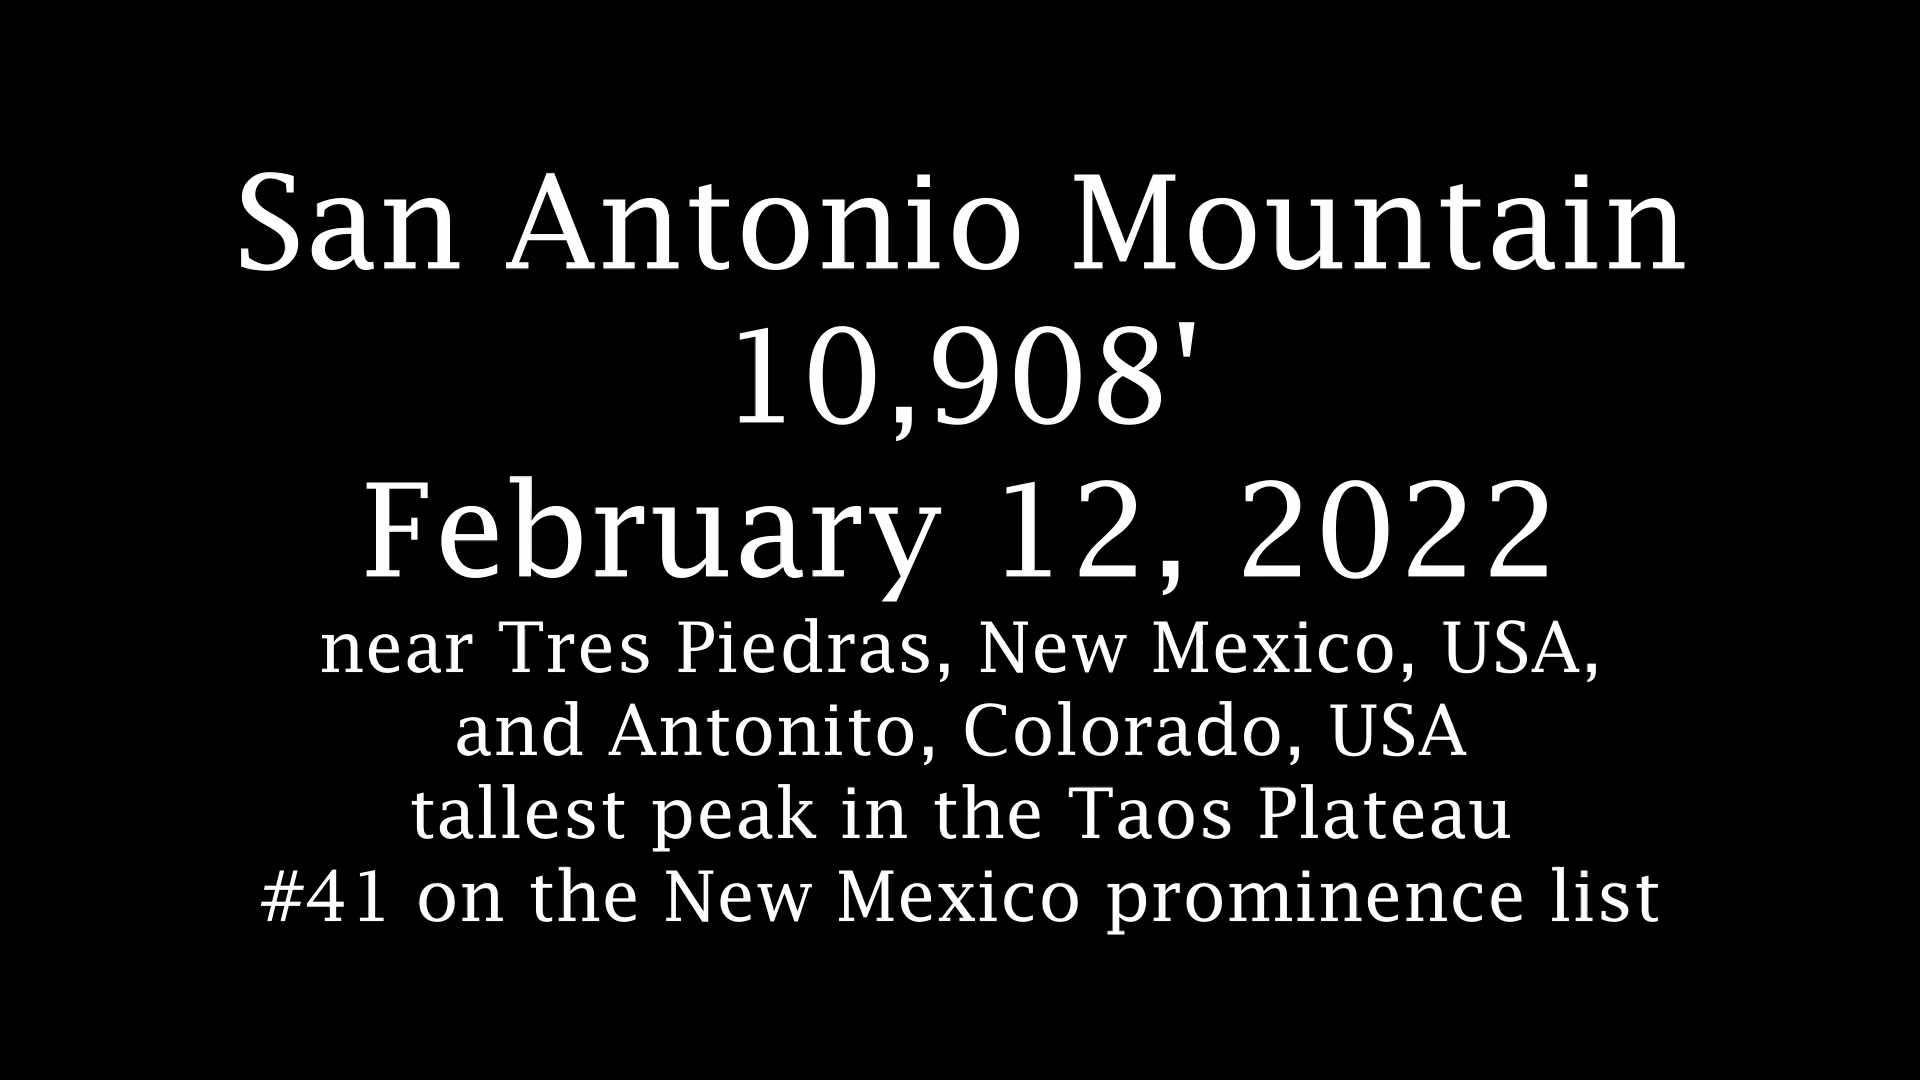 San Antonio Mountain
10,908'
February 12, 2022
near Tres Piedras, New Mexico, USA,
and Antonito, Colorado, USA
tallest peak in the Taos Plateau
#41 on the New Mexico prominence list